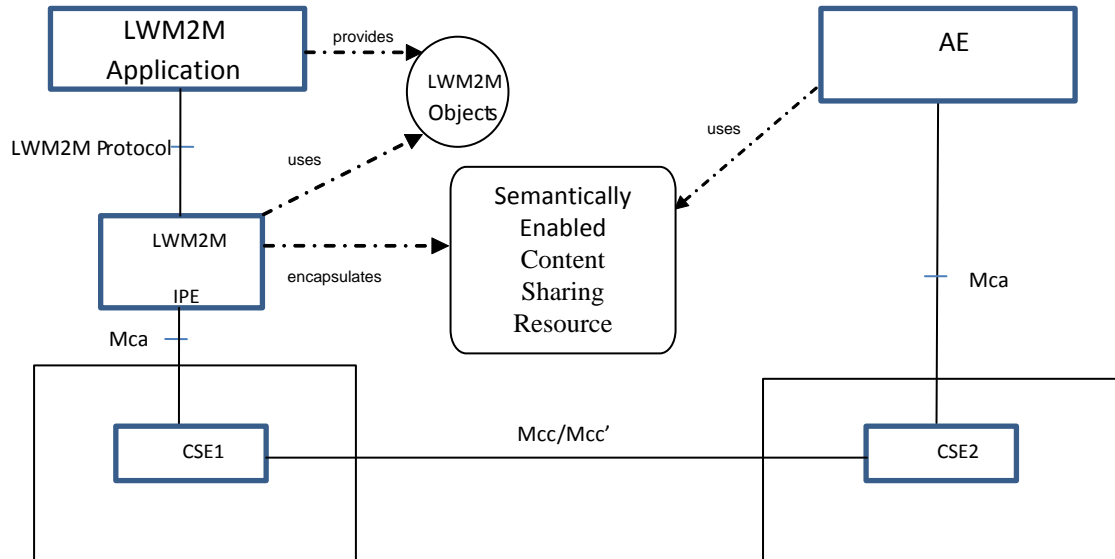 LWM2M
Application
provides
LWM2M
Objects
AE
LWM2M Protocol
uses
uses
Semantically
Enabled
Content
Sharing
Resource
LWM2M
IPE
encapsulates
Mca
Mca
CSE1
Mcc/Mcc’
CSE2